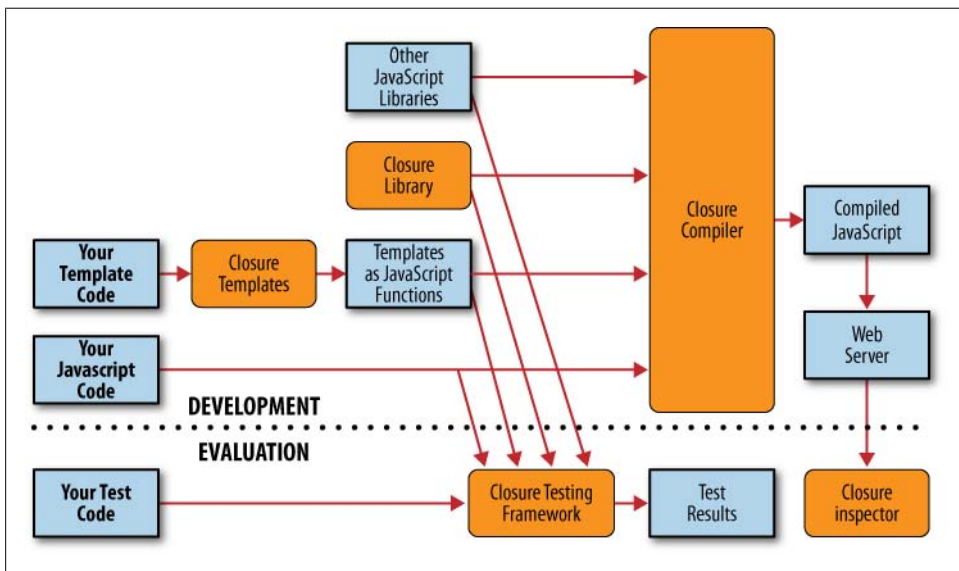 Other
JavaScript
Libraries
Closure
Library
Closure
Compiler
Compiled
JavaScript
Your
Template
Code
Closure
Templates
Templates
as JavaScript
Functions
Web
Server
Your
Javascript
Code
DEVELOPMENT
EVALUATION
Your Test
Code
Closure Testing
Framework
Test
Results
Closure
inspector